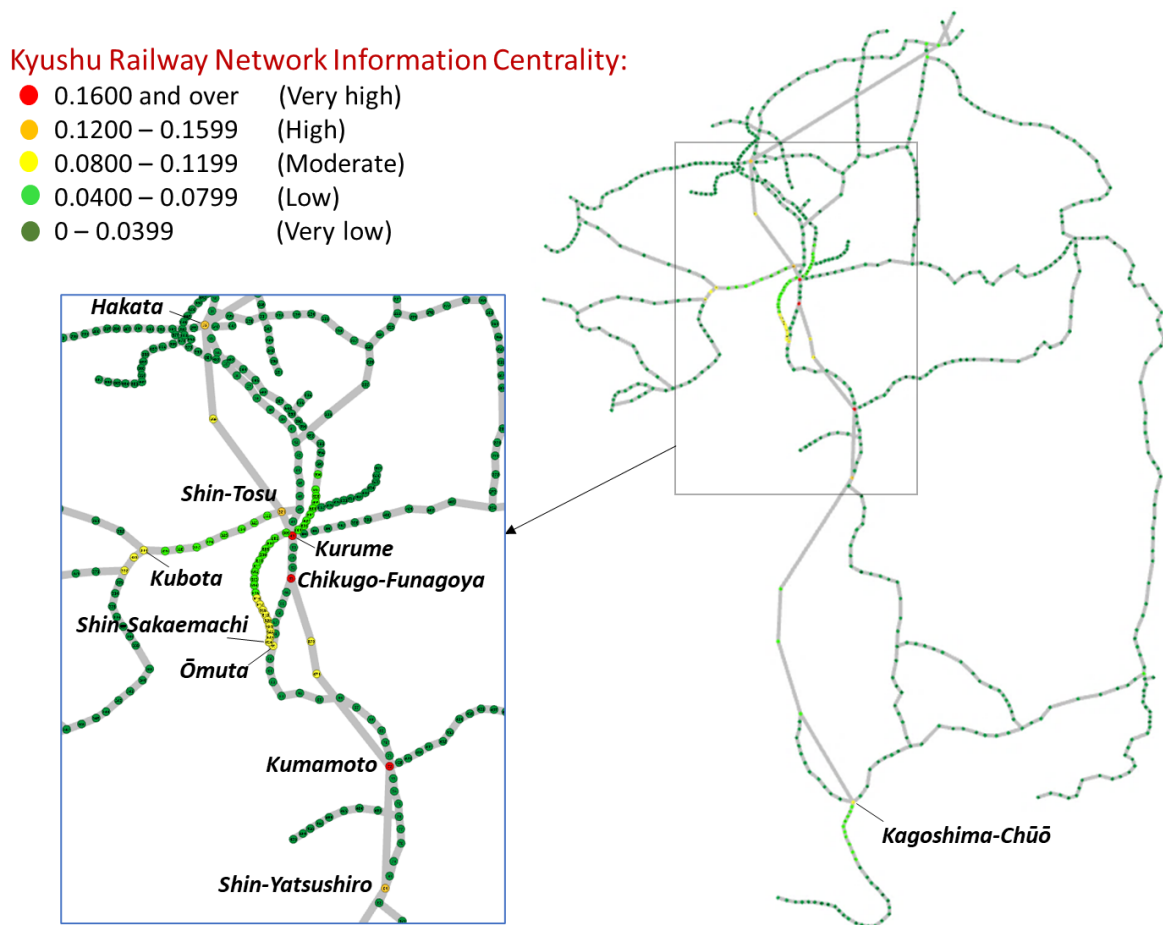 Kyushu Railway Network Information Centrality:
0.1600 and over (Very high)
0.1200 – 0.1599 (High)
0.0800 – 0.1199 (Moderate)
0.0400 – 0.0799 (Low)
0 – 0.0399 (Very low)
Hakata
Shin-Tosu
Kurume
Kubota
Chikugo-Funagoya
Shin-Sakaemachi
Ōmuta
Kumamoto
Shin-Yatsushiro
Kagoshima-Chūō